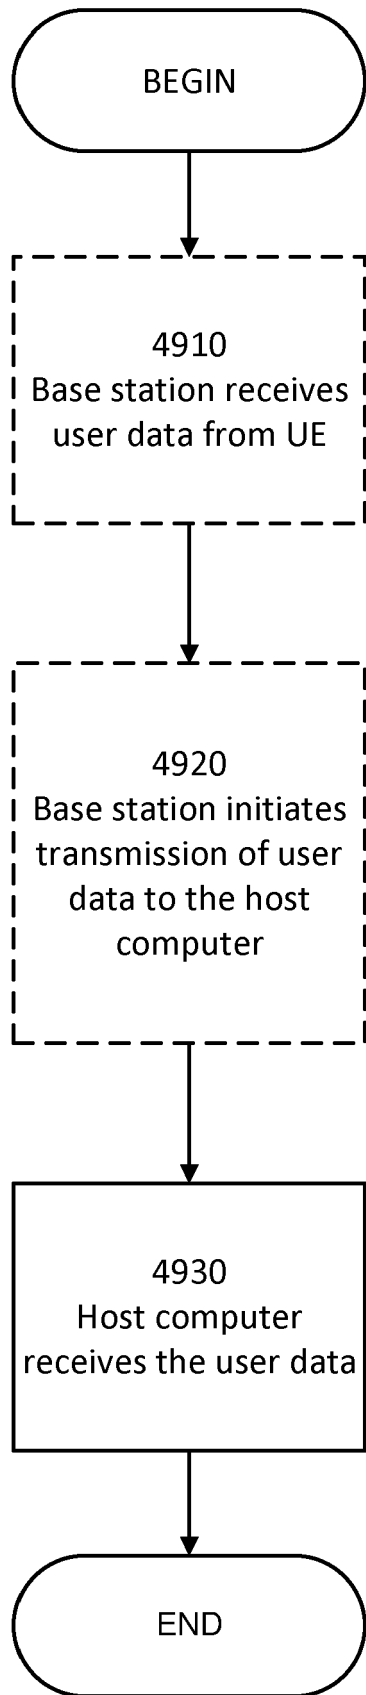 BEGIN
4910
Base station receives
user data from UE
4920
Base station initiates
transmission of user
data to the host
computer
4930
Host computer
receives the user data
END